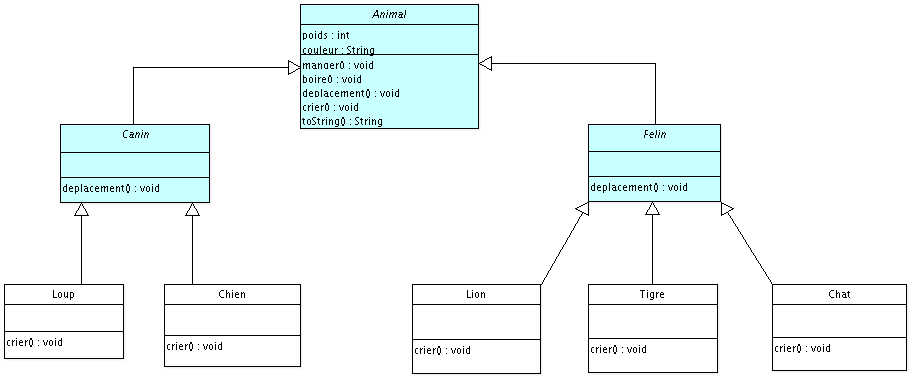 Animal
poids : int
couleur : String
manger() : void
boire() : void
deplacement() : void
crier() : void
toString() : String
Canin
deplacement() : void
Felin
deplacement() : void
Loup
crier() : void
Chien
crier() : void
Lion
crier() : void
Tigre
crier() : void
Chat
crier() : void